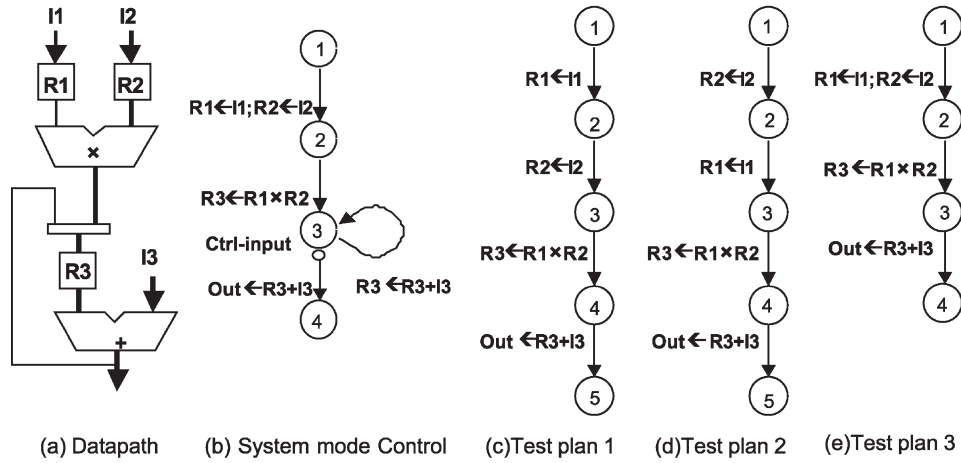 I1 I2
R1 R2
×
R3
I3
+
(a) Datapath
1
R1←I1;R2←I2
2
R3←R1×R2
3
Ctrl-input
Out←R3+I3
R3←R3+I3
4
(b) System mode Control
1
R1←I1
2
R2←I2
3
R3←R1×R2
4
Out←R3+I3
5
(c)Test plan 1
1
R2←I2
2
R1←I1
3
R3←R1×R2
4
Out← R3+I3
5
(d)Test plan 2
1
R1←I1;R2←I2
2
R3←R1×R2
3
Out←R3+I3
4
(e)Test plan 3